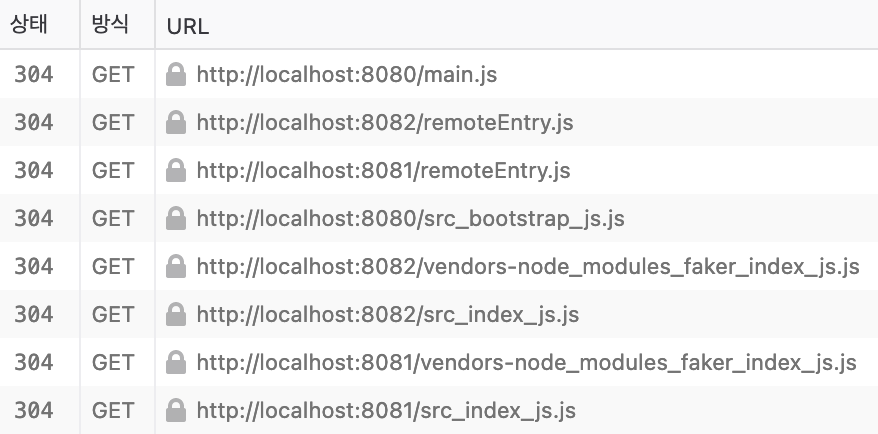 상태 방식 URL
304 GET http://localhost:8080/main.js
304 GET http://localhost:8082/remoteEntry.js
304 GET http://localhost:8081/remoteEntry.js
304 GET http://localhost:8080/src_bootstrap_js.js
304 GET http://localhost:8082/vendors-node_modules_faker_index_js.js
304 GET http://localhost:8082/src_index_js.js
304 GET http://localhost:8081/vendors-node_modules_faker_index_js.js
304 GET http://localhost:8081/src_index_js.js